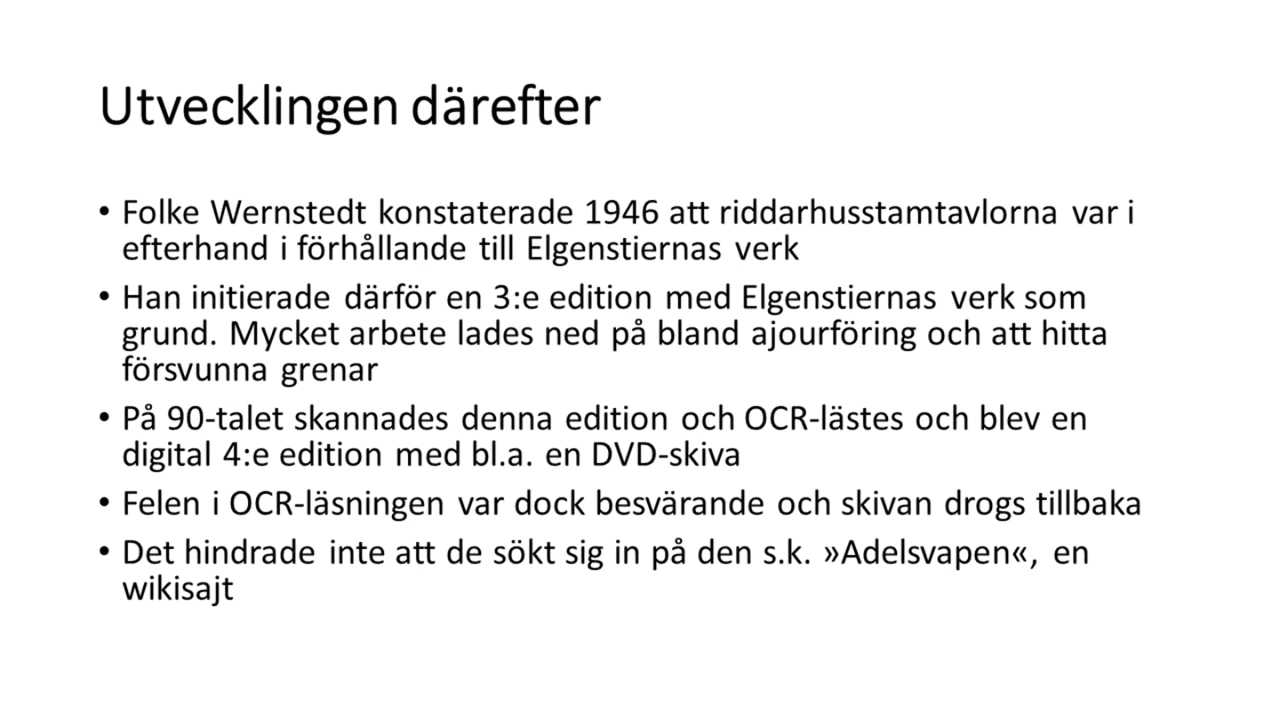 Utvecklingen därefter
• Folke Wernstedt konstaterade 1946 att riddarhusstamtavlorna var i
efterhand i förhållande till Elgenstiernas verk
• Han initierade därför en 3:e edition med Elgenstiernas verk som
grund. Mycket arbete lades ned på bland ajourföring och att hitta
försvunna grenar
• På 90-talet skannades denna edition och OCR-lästes och blev en
digital 4:e edition med bl.a. en DVD-skiva
• Felen i OCR-läsningen var dock besvärande och skivan drogs tillbaka
• Det hindrade inte att de sökt sig in på den s.k. »Adelsvapen«, en
wikisajt